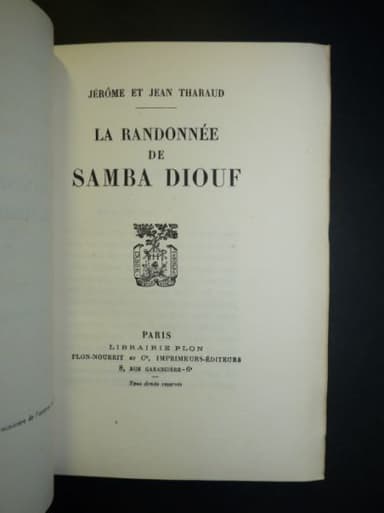 JÉRÔME ET JEAN THARAUD
LA RANDONNÉE
DE
SAMBA DIOUF
PARIS
LIBRAIRIE PLON
PLON-NOURRIT ET Cie, IMPRIMEURS-ÉDITEURS
8, RUE GARANCIÈRE - 6e
Tous droits réservés